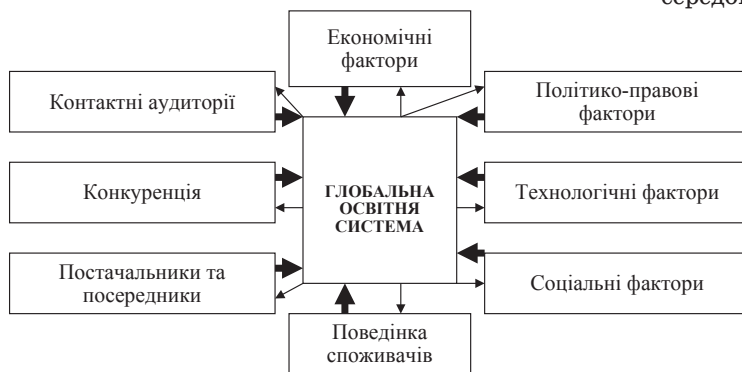 Економічні
фактори
Контактні аудиторії
Політико-правові
фактори
Конкуренція
ГЛОБАЛЬНА
ОСВІТНЯ
СИСТЕМА
Технологічні фактори
Постачальники та
посередники
Соціальні фактори
Поведінка
споживачів